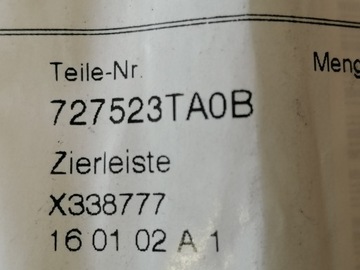 Teile-Nr. Meng
727523TA0B
Zierleiste
X338777
16 01 02 A 1